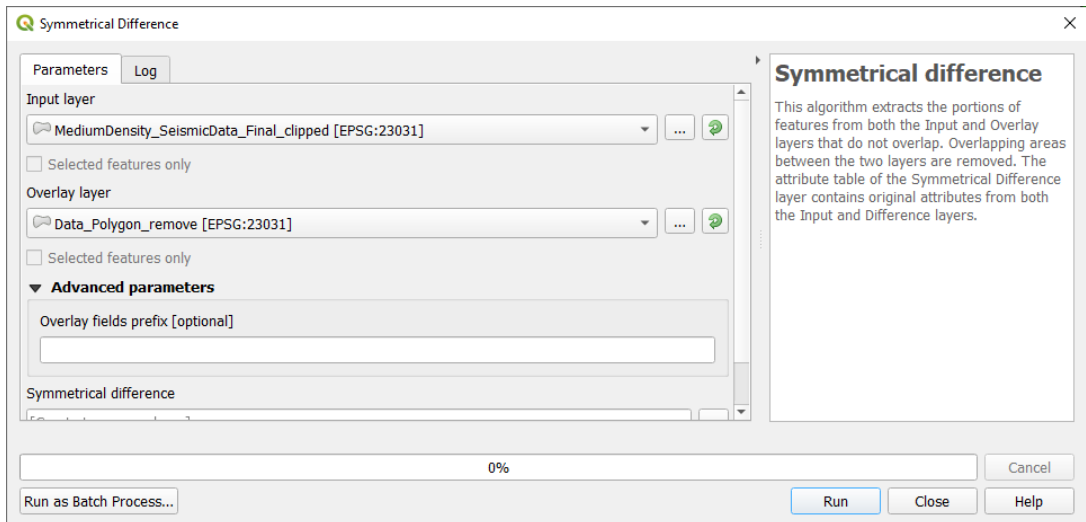 Symmetrical Difference
Parameters
Log
Input layer
MediumDensity_SeismicData_Final_clipped [EPSG:23031]
...
Selected features only
Overlay layer
Data_Polygon_remove [EPSG:23031]
...
Selected features only
Advanced parameters
Overlay fields prefix [optional]
Symmetrical difference
Symmetrical difference
This algorithm extracts the portions of
features from both the Input and Overlay
layers that do not overlap. Overlapping areas
between the two layers are removed. The
attribute table of the Symmetrical Difference
layer contains original attributes from both
the Input and Difference layers.
0%
Cancel
Run as Batch Process...
Run
Close
Help